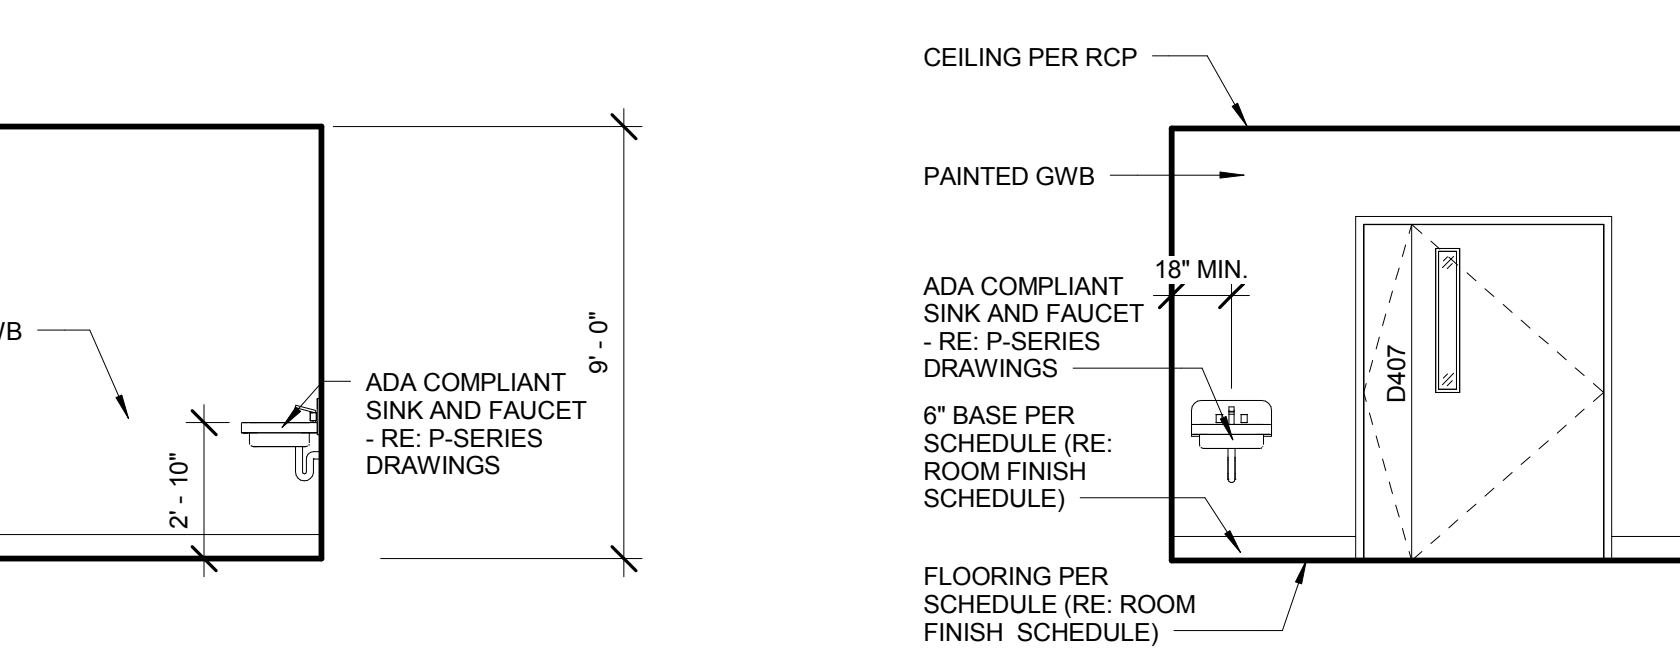 WB
2' - 10"
ADA COMPLIANT
SINK AND FAUCET
- RE: P-SERIES
DRAWINGS
9' - 0"
CEILING PER RCP
PAINTED GWB
18" MIN.
ADA COMPLIANT
SINK AND FAUCET
- RE: P-SERIES
DRAWINGS
6" BASE PER
SCHEDULE (RE:
ROOM FINISH
SCHEDULE)
FLOORING PER
SCHEDULE (RE: ROOM
FINISH  SCHEDULE)
D407